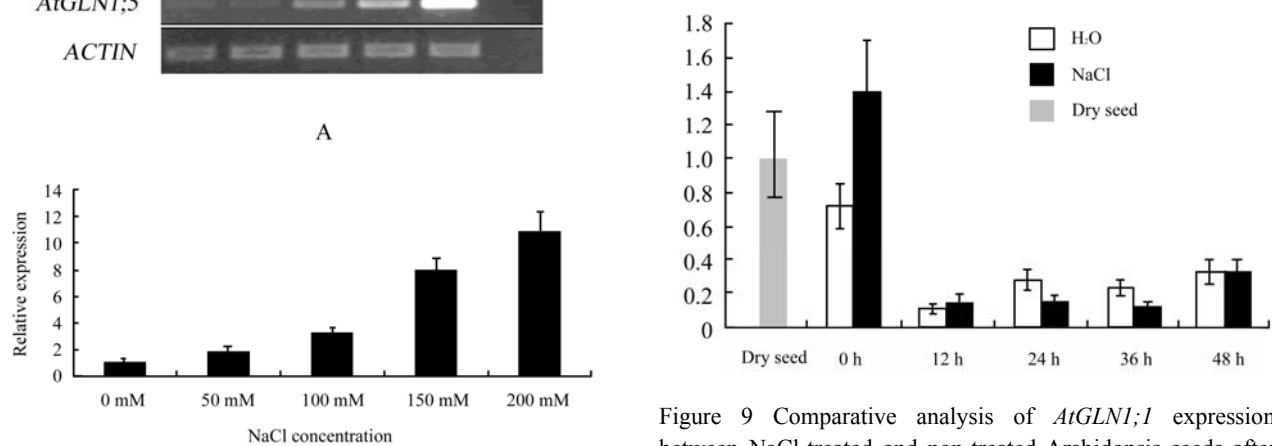 AtGLN1;5
ACTIN
A
14
12
10
8
6
4
2
0
Relative expression
0 mM 50 mM 100 mM 150 mM 200 mM
NaCl concentration
1.8
1.6
1.4
1.2
1.0
0.8
0.6
0.4
0.2
0
H2O
NaCl
Dry seed
Dry seed 0 h 12 h 24 h 36 h 48 h
Figure 9 Comparative analysis of AtGLN1;1 expression
between NaCl-treated and non-treated Arabidopsis seeds after